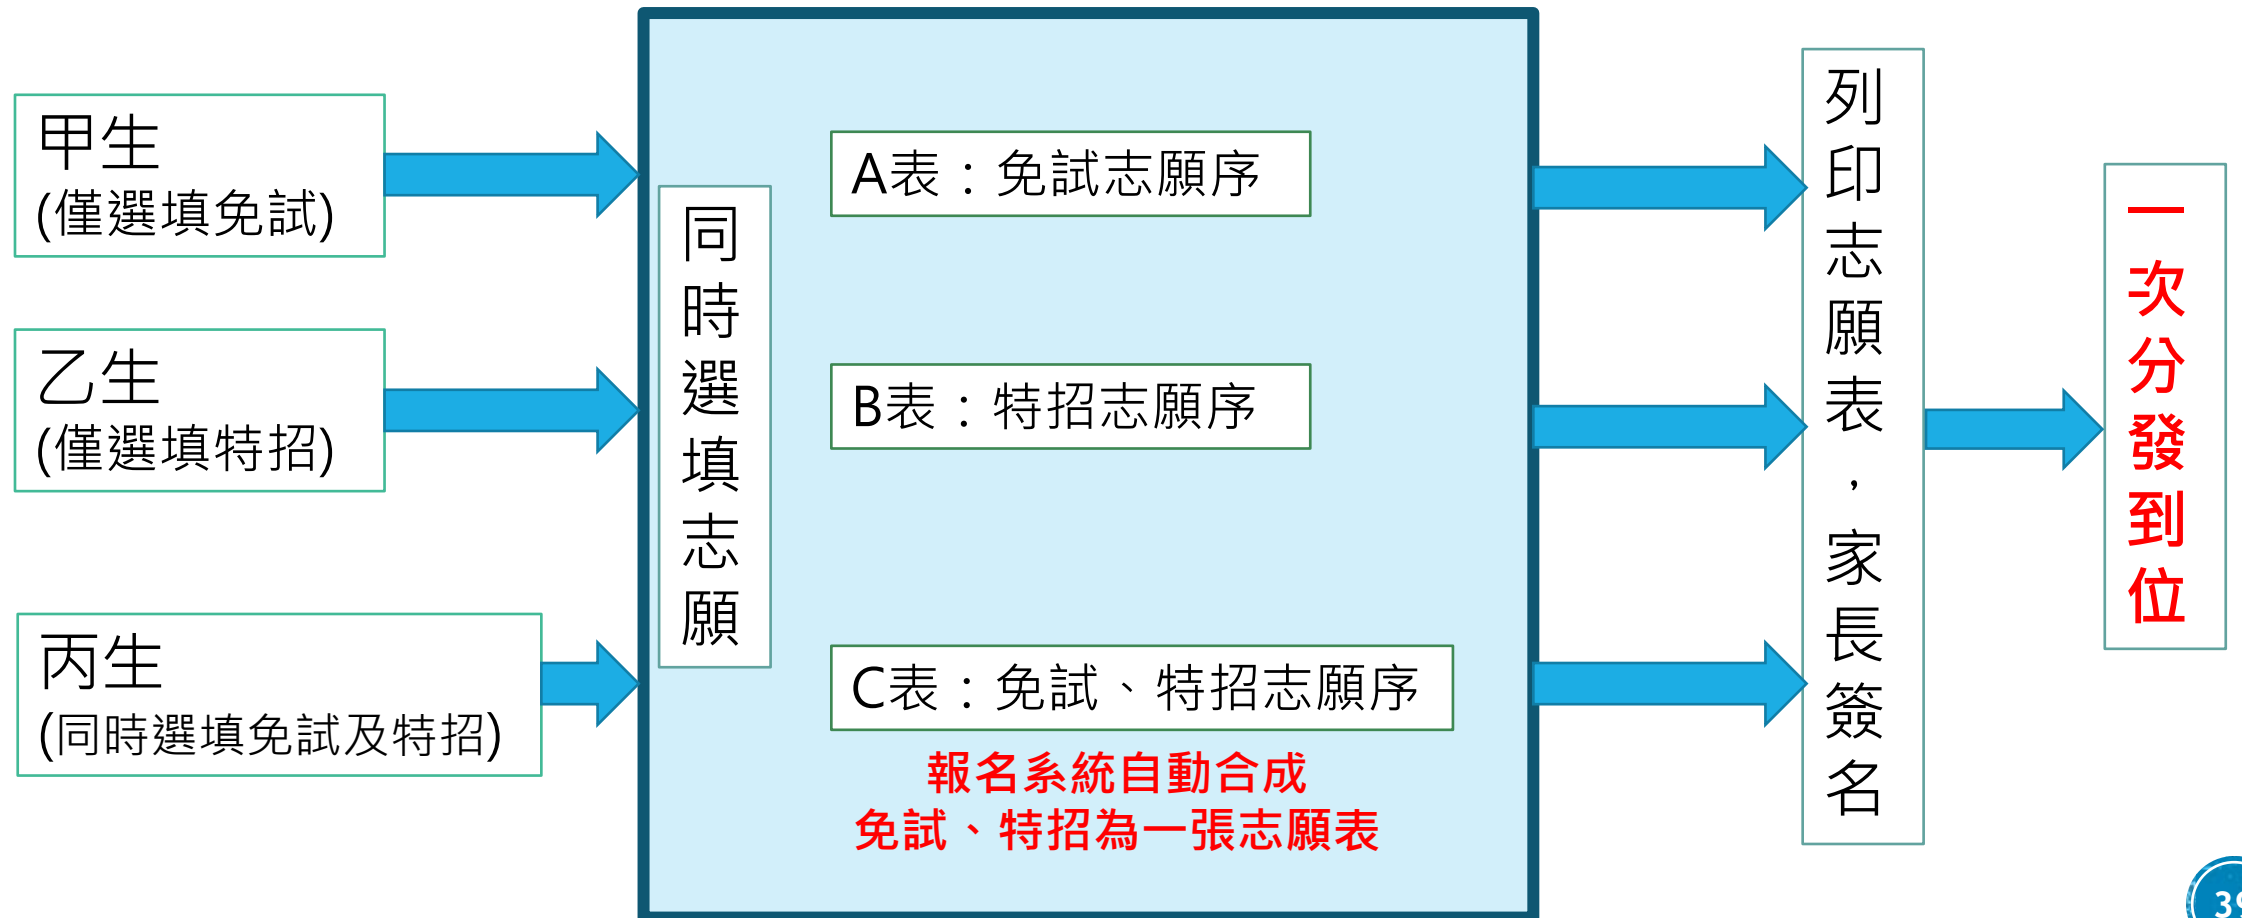 甲生
(僅選填免試)
乙生
(僅選填特招)
丙生
(同時選填免試及特招)
同時選填志願
A表：免試志願序
B表：特招志願序
C表：免試、特招志願序
報名系統自動合成
免試、特招為一張志願表
列印志願表，家長簽名
一次分發到位
39